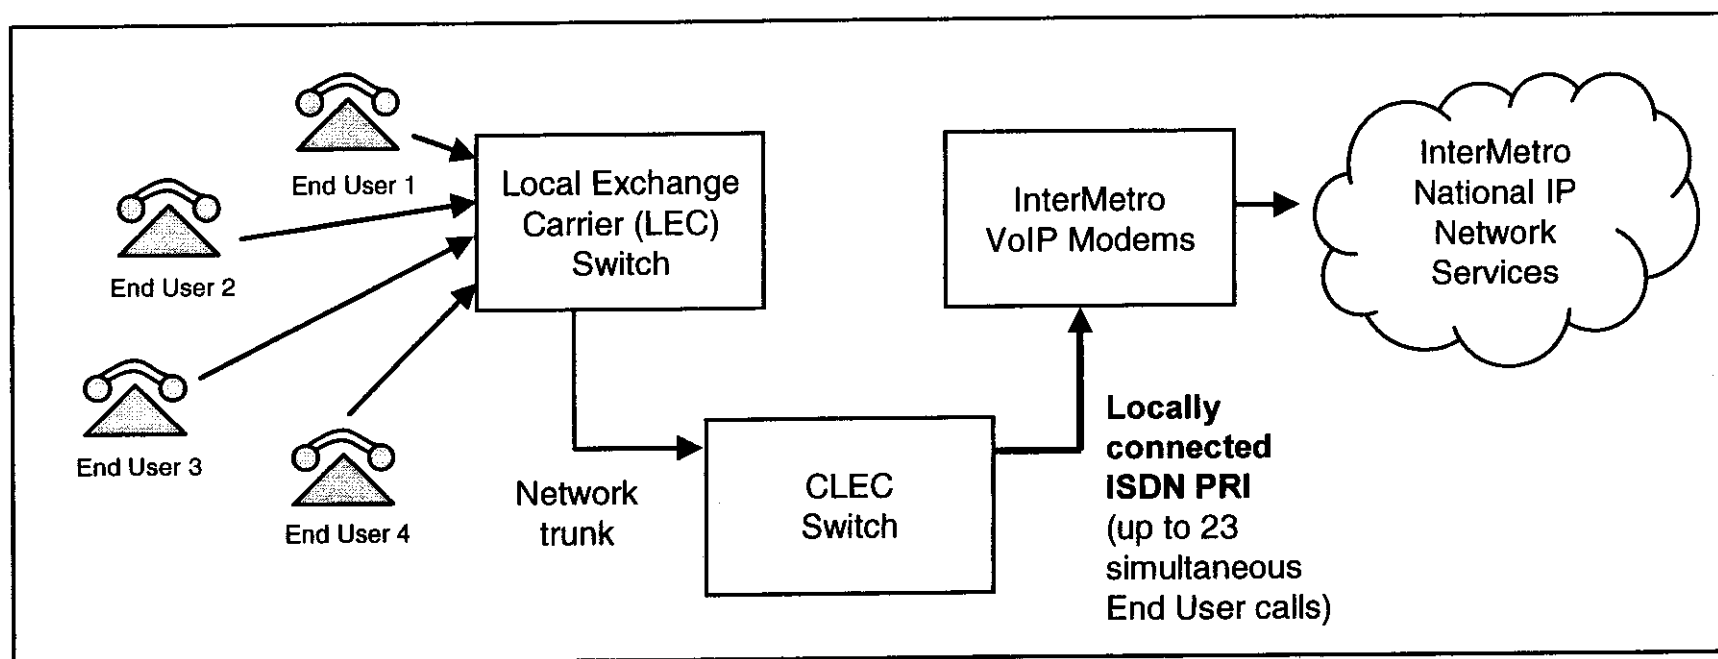 End User 1
End User 2
End User 3
End User 4
Local Exchange
Carrier (LEC)
Switch
Network
trunk
CLEC
Switch
InterMetro
VoIP Modems
Locally
connected
ISDN PRI
(up to 23
simultaneous
End User calls)
InterMetro
National IP
Network
Services